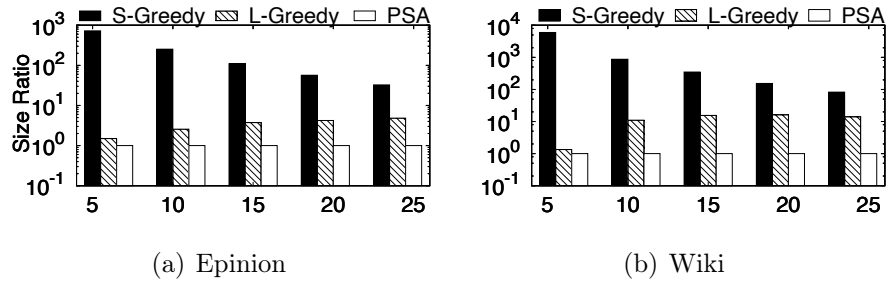 S-Greedy L-Greedy PSA
Size Ratio
10^3
10^2
10^1
10^0
10^-1
5 10 15 20 25
(a) Epinion
S-Greedy L-Greedy PSA
10^4
10^3
10^2
10^1
10^0
10^-1
5 10 15 20 25
(b) Wiki